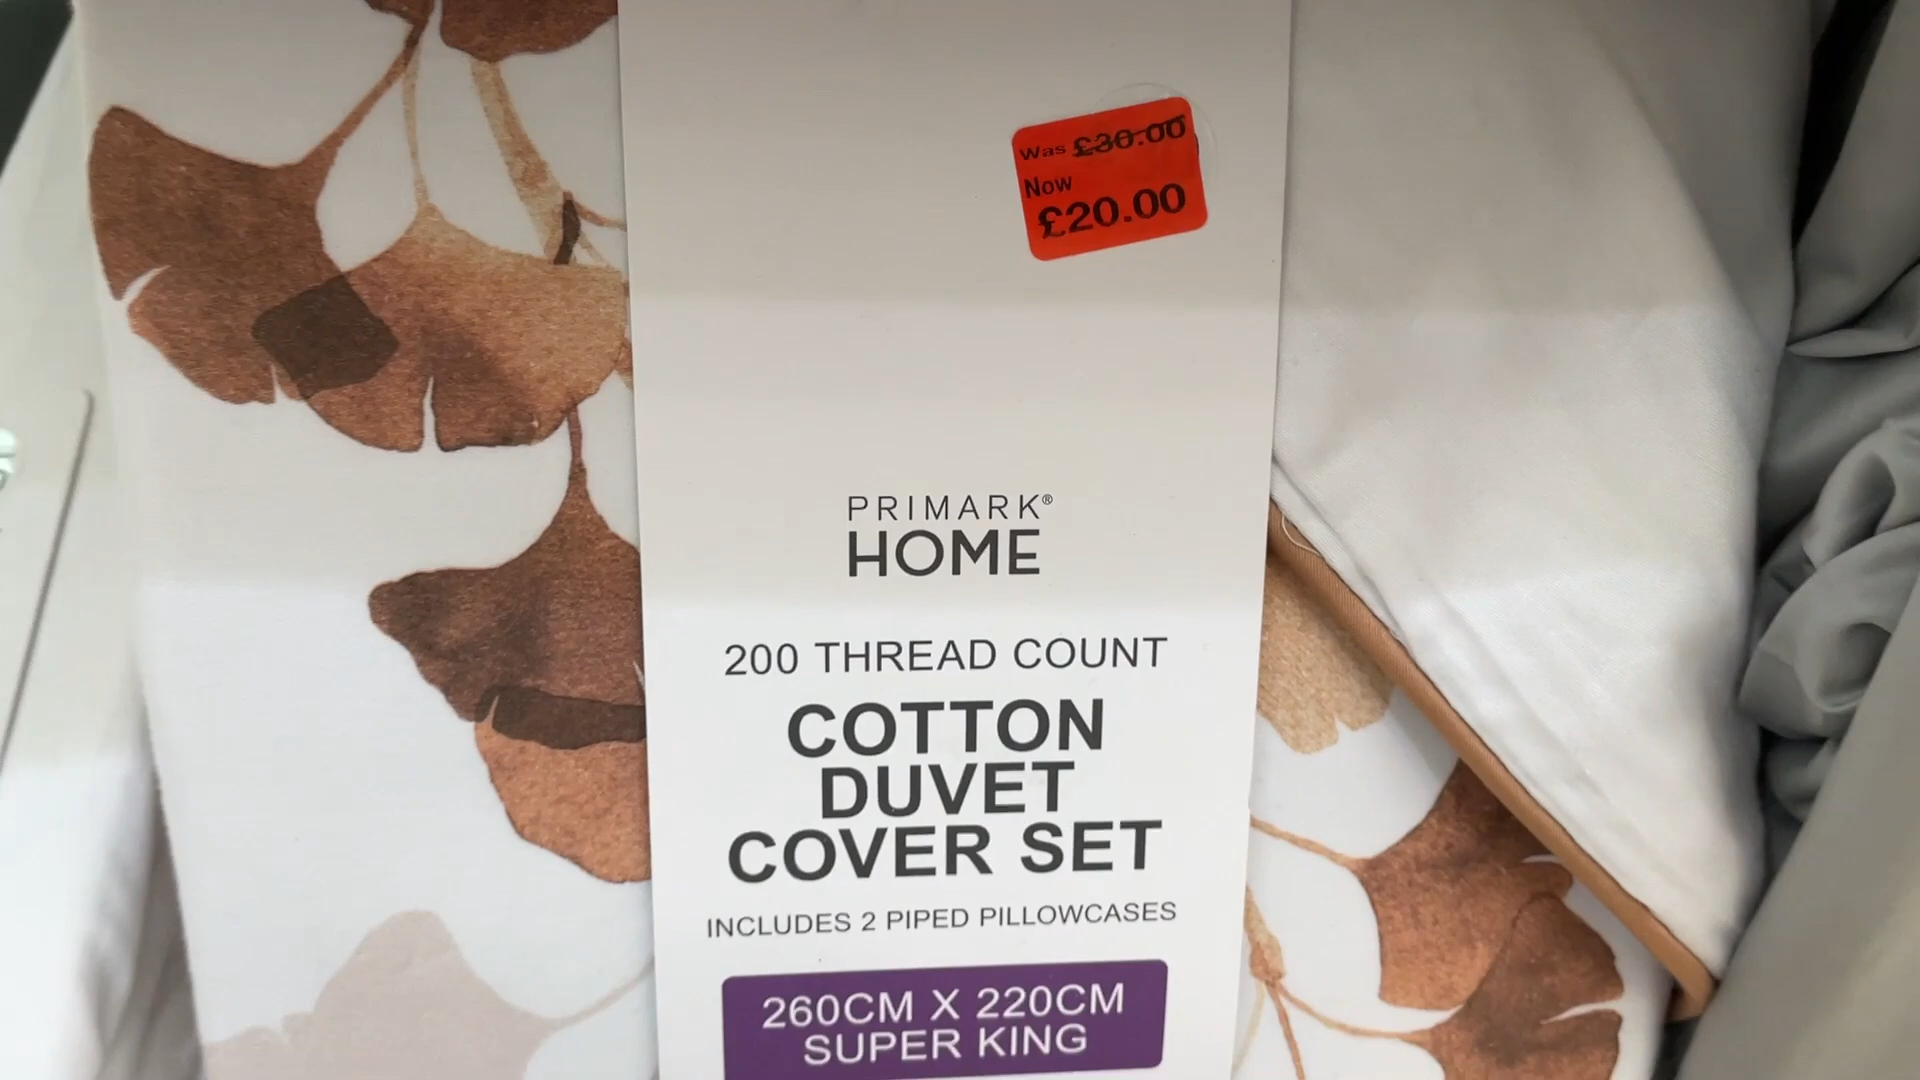 Was £30.00
Now
£20.00
PRIMARK®
HOME
200 THREAD COUNT
COTTON
DUVET
COVER SET
INCLUDES 2 PIPED PILLOWCASES
260CM X 220CM
SUPER KING